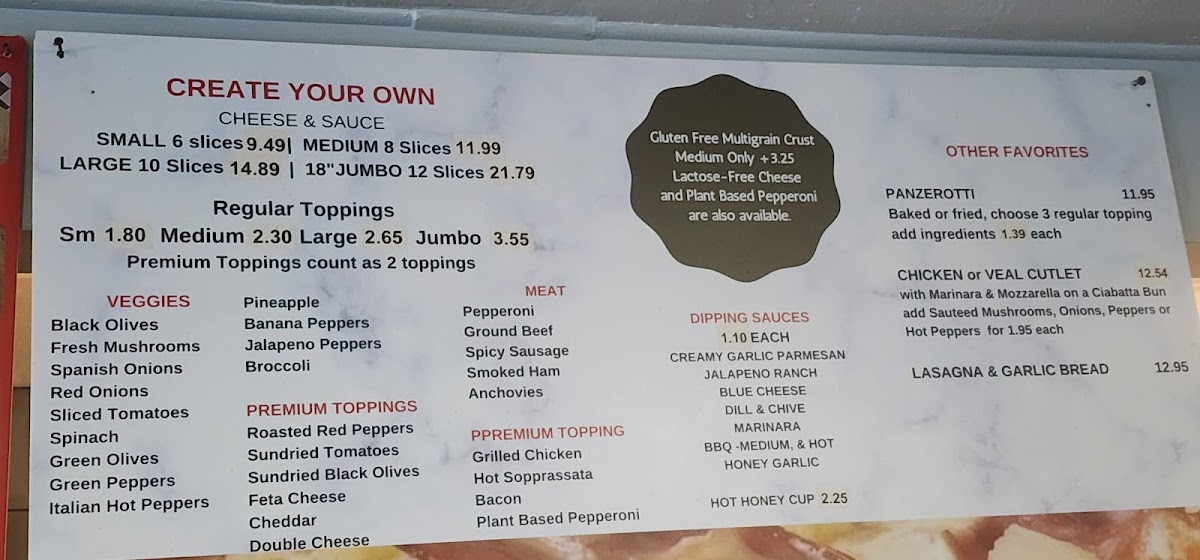 CREATE YOUR OWN
CHEESE & SAUCE
SMALL 6 slices 9.49| MEDIUM 8 Slices 11.99
LARGE 10 Slices 14.89 | 18"JUMBO 12 Slices 21.79
Regular Toppings
Sm 1.80 Medium 2.30 Large 2.65 Jumbo 3.55
Premium Toppings count as 2 toppings
VEGGIES
Black Olives
Fresh Mushrooms
Spanish Onions
Red Onions
Sliced Tomatoes
Spinach
Green Olives
Green Peppers
Italian Hot Peppers
Pineapple
Banana Peppers
Jalapeno Peppers
Broccoli
PREMIUM TOPPINGS
Roasted Red Peppers
Sundried Tomatoes
Sundried Black Olives
Feta Cheese
Cheddar
Double Cheese
MEAT
Pepperoni
Ground Beef
Spicy Sausage
Smoked Ham
Anchovies
PPREMIUM TOPPING
Grilled Chicken
Hot Sopprassata
Bacon
Plant Based Pepperoni
Gluten Free Multigrain Crust
Medium Only +3.25
Lactose-Free Cheese
and Plant Based Pepperoni
are also available.
DIPPING SAUCES
1.10 EACH
CREAMY GARLIC PARMESAN
JALAPENO RANCH
BLUE CHEESE
DILL & CHIVE
MARINARA
BBQ -MEDIUM, & HOT
HONEY GARLIC
HOT HONEY CUP 2.25
OTHER FAVORITES
PANZEROTTI 11.95
Baked or fried, choose 3 regular topping
add ingredients 1.39 each
CHICKEN or VEAL CUTLET 12.54
with Marinara & Mozzarella on a Ciabatta Bun
add Sauteed Mushrooms, Onions, Peppers or
Hot Peppers for 1.95 each
LASAGNA & GARLIC BREAD 12.95